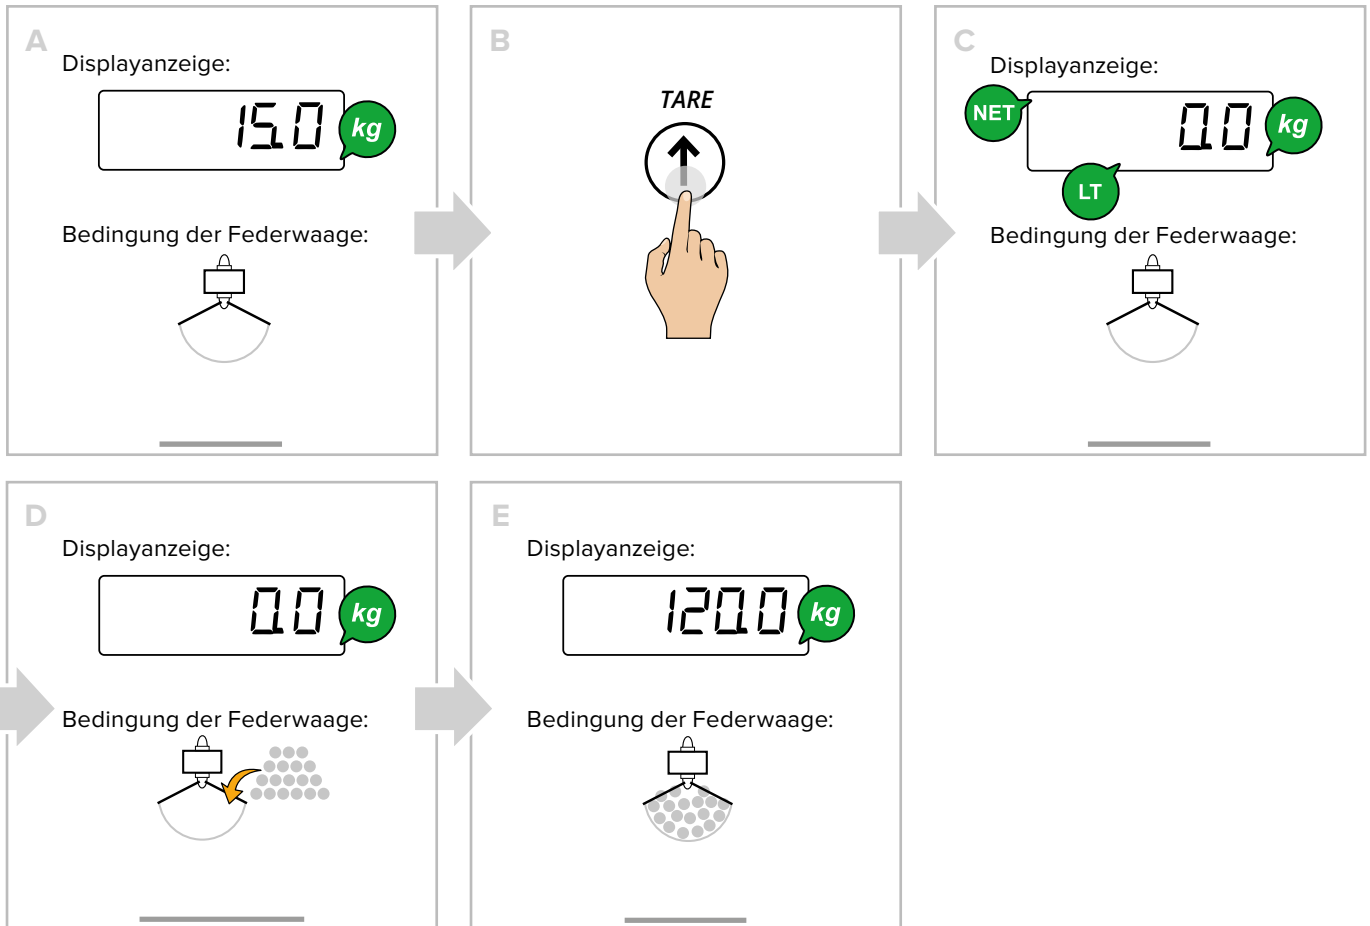 A
Displayanzeige:
15.0
kg
Bedingung der Federwaage:
B
TARE
C
Displayanzeige:
NET
0.0
kg
LT
Bedingung der Federwaage:
D
Displayanzeige:
0.0
kg
Bedingung der Federwaage:
E
Displayanzeige:
120.0
kg
Bedingung der Federwaage: